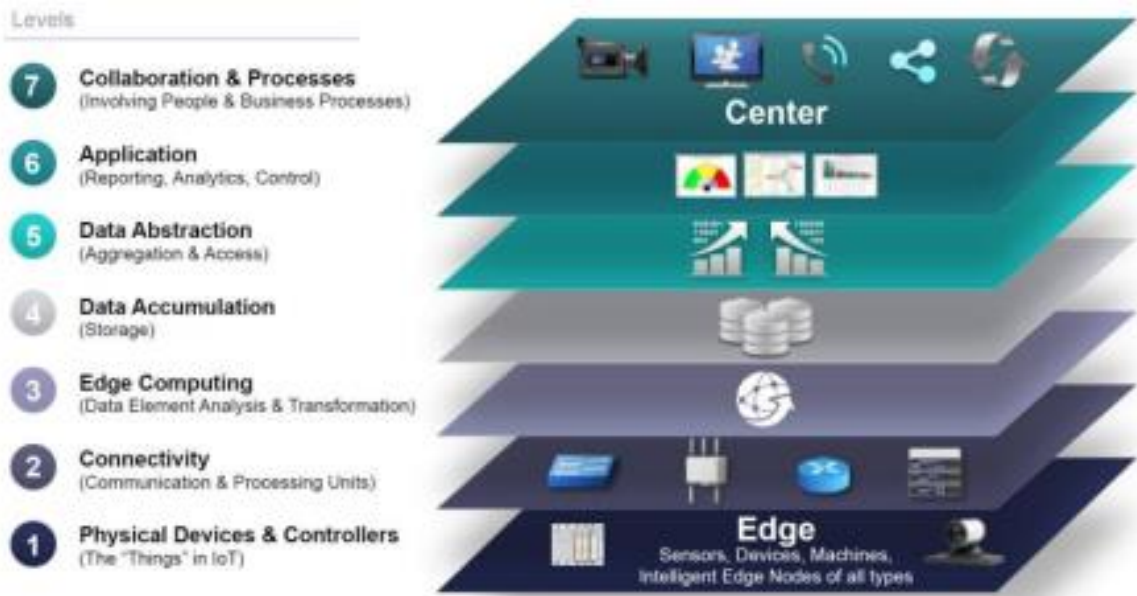 Levels
7
Collaboration & Processes
(Involving People & Business Processes)
6
Application
(Reporting, Analytics, Control)
5
Data Abstraction
(Aggregation & Access)
4
Data Accumulation
(Storage)
3
Edge Computing
(Data Element Analysis & Transformation)
2
Connectivity
(Communication & Processing Units)
1
Physical Devices & Controllers
(The "Things" in IoT)
Center
Edge
Sensors, Devices, Machines,
Intelligent Edge Nodes of all types